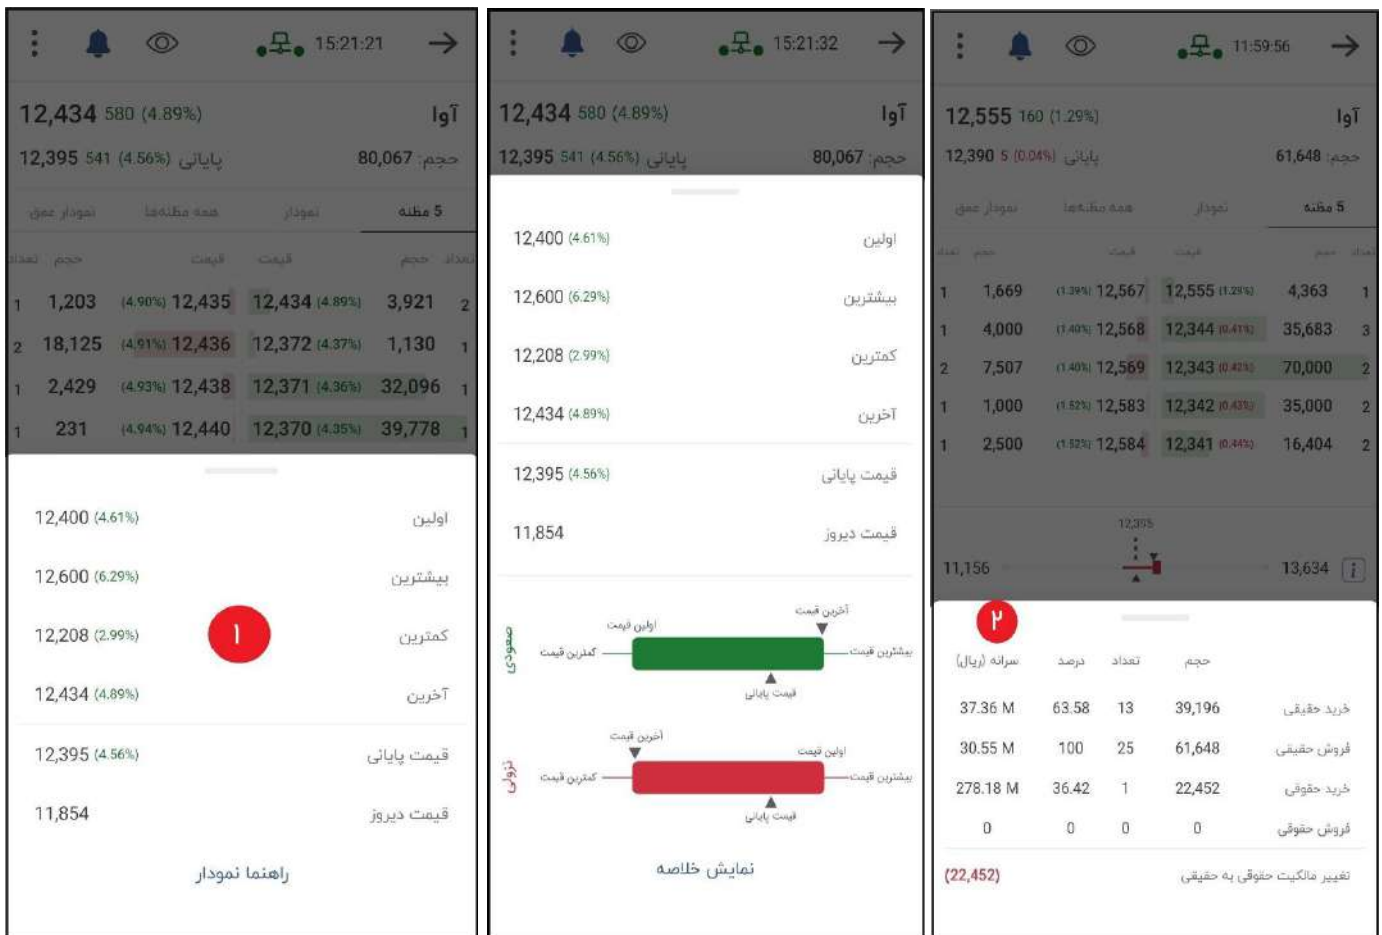 15:21:21
12,434 580 (4.89%) آوا
12,395 541 (4.56%) پایانی حجم: 80,067
5 مظنه نمودار همه مظنه‌ها نمودار عمق
تعداد حجم قیمت قیمت حجم تعداد
1 1,203 (4.90%) 12,435 12,434 (4.89%) 3,921 2
2 18,125 (4.91%) 12,436 12,372 (4.37%) 1,130 1
1 2,429 (4.93%) 12,438 12,371 (4.36%) 32,096 1
1 231 (4.94%) 12,440 12,370 (4.35%) 39,778 1
اولین 12,400 (4.61%)
بیشترین 12,600 (6.29%)
۱
کمترین 12,208 (2.99%)
آخرین 12,434 (4.89%)
قیمت پایانی 12,395 (4.56%)
قیمت دیروز 11,854
راهنما نمودار
15:21:32
12,434 580 (4.89%) آوا
12,395 541 (4.56%) پایانی حجم: 80,067
اولین 12,400 (4.61%)
بیشترین 12,600 (6.29%)
کمترین 12,208 (2.99%)
آخرین 12,434 (4.89%)
قیمت پایانی 12,395 (4.56%)
قیمت دیروز 11,854
صعودی
آخرین قیمت
اولین قیمت
بیشترین قیمت
کمترین قیمت
قیمت پایانی
نزولی
آخرین قیمت
اولین قیمت
بیشترین قیمت
کمترین قیمت
قیمت پایانی
نمایش خلاصه
11:59:56
12,555 160 (1.29%) آوا
12,390 5 (0.04%) پایانی حجم: 61,648
5 مظنه نمودار همه مظنه‌ها نمودار عمق
تعداد حجم قیمت قیمت حجم تعداد
1 1,669 (1.39%) 12,567 12,555 (1.29%) 4,363 1
1 4,000 (1.40%) 12,568 12,344 (0.41%) 35,683 3
2 7,507 (1.40%) 12,569 12,343 (0.42%) 70,000 2
1 1,000 (1.52%) 12,583 12,342 (0.43%) 35,000 2
1 2,500 (1.52%) 12,584 12,341 (0.44%) 16,404 2
12,395
11,156 13,634 i
۲
حجم تعداد درصد سرانه (ریال)
خرید حقیقی 39,196 13 63.58 37.36 M
فروش حقیقی 61,648 25 100 30.55 M
خرید حقوقی 22,452 1 36.42 278.18 M
فروش حقوقی 0 0 0 0
تغییر مالکیت حقوقی به حقیقی (22,452)